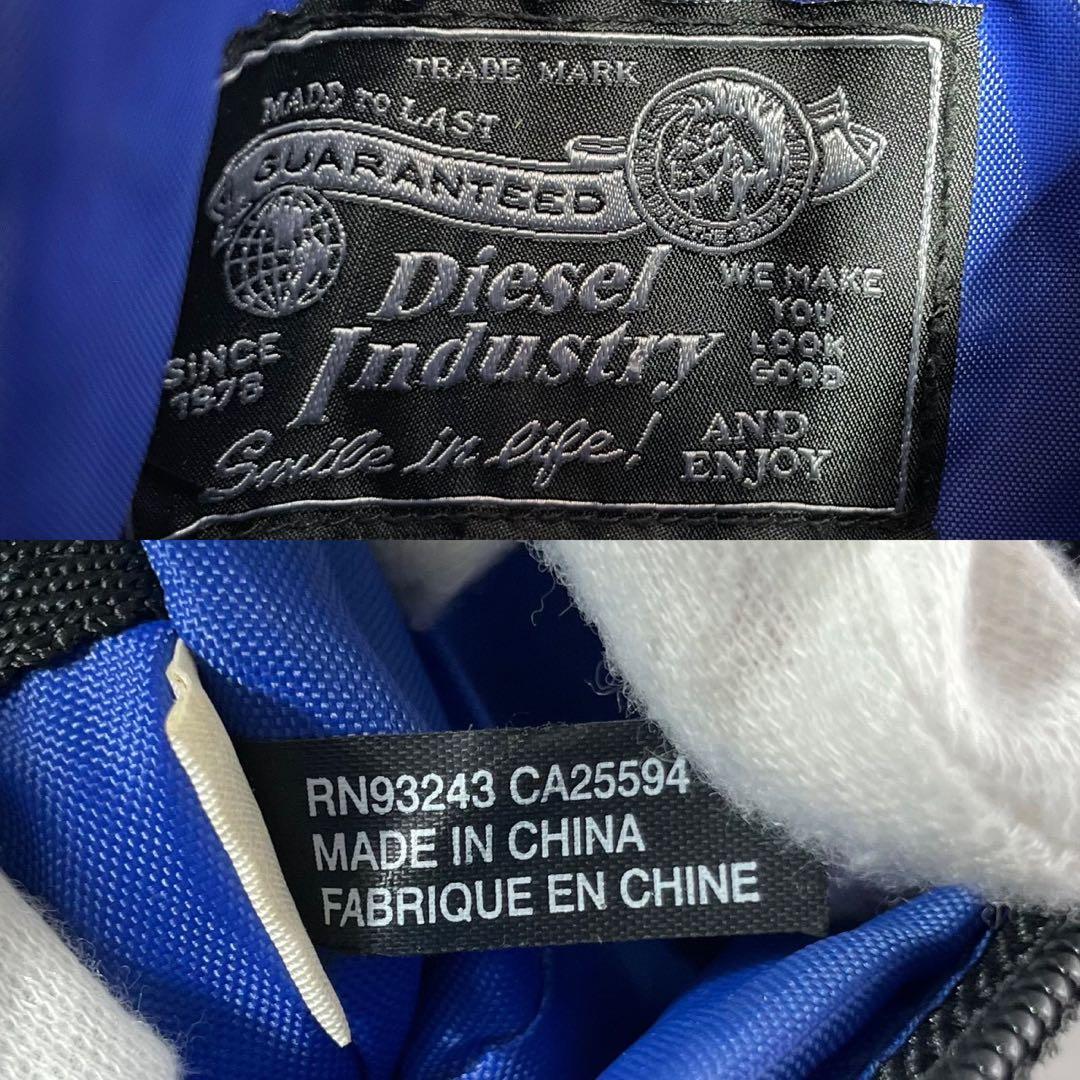 TRADE MARK
MADE TO LAST
GUARANTEED
Diesel
Industry
SINCE
1978
WE MAKE
YOU
LOOK
GOOD
AND
ENJOY
Smile in life!
RN93243 CA25594
MADE IN CHINA
FABRIQUE EN CHINE